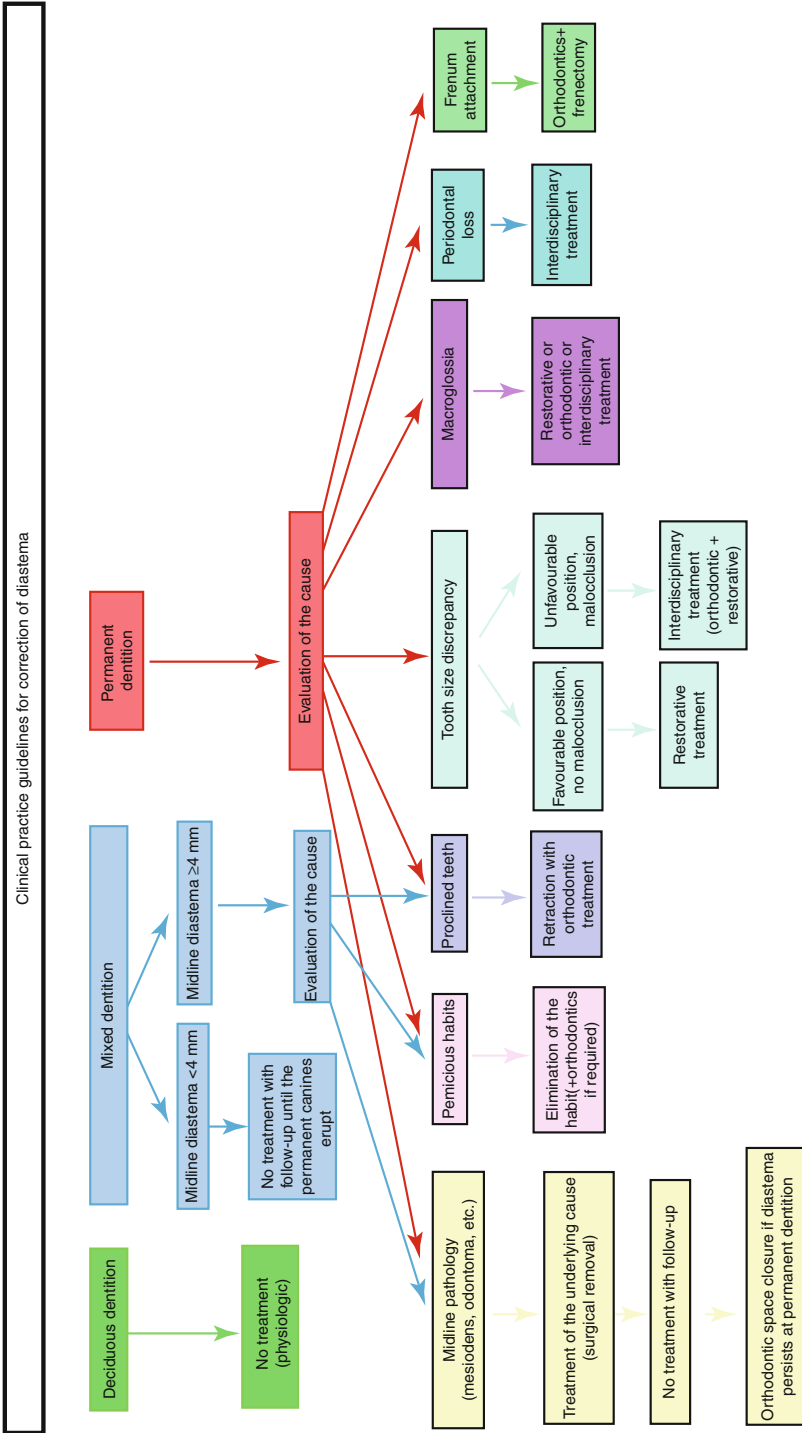 Clinical practice guidelines for correction of diastema
Deciduous dentition
No treatment
(physiologic)
Mixed dentition
Midline diastema <4 mm
No treatment with
follow-up until the
permanent canines
erupt
Midline diastema ≥4 mm
Evaluation of the cause
Permanent
dentition
Evaluation of the cause
Midline pathology
(mesiodens, odontoma, etc.)
Treatment of the underlying cause
(surgical removal)
No treatment with follow-up
Orthodontic space closure if diastema
persists at permanent dentition
Pernicious habits
Elimination of the
habit(+orthodontics
if required)
Proclined teeth
Retraction with
orthodontic
treatment
Tooth size discrepancy
Favourable position,
no malocclusion
Restorative
treatment
Unfavourable
position,
malocclusion
Interdisciplinary
treatment
(orthodontic +
restorative)
Macroglossia
Restorative or
orthodontic or
interdisciplinary
treatment
Periodontal
loss
Interdisciplinary
treatment
Frenum
attachment
Orthodontics+
frenectomy